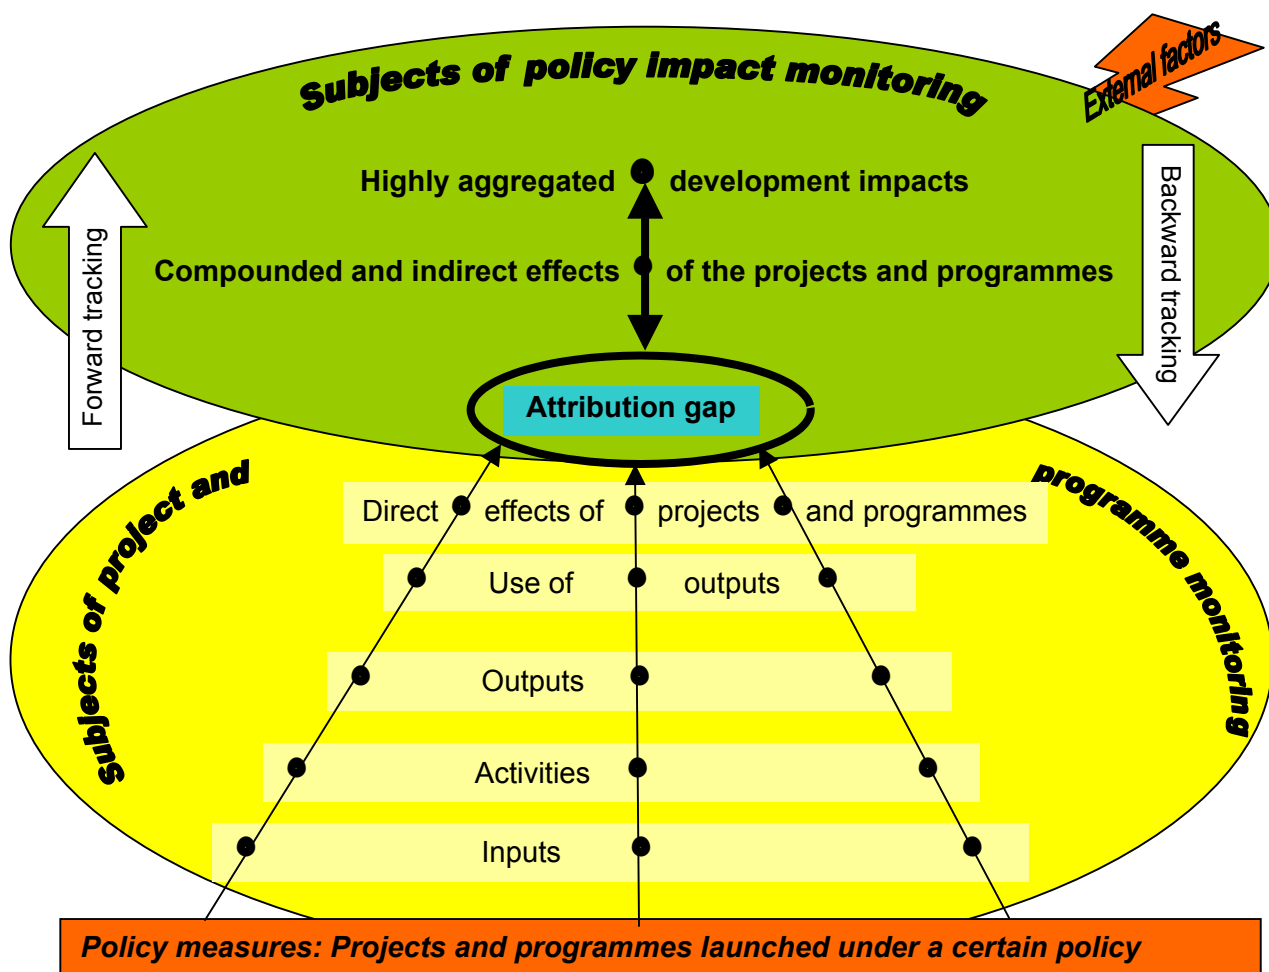 Subjects of policy impact monitoring
External factors
Highly aggregated development impacts
Compounded and indirect effects of the projects and programmes
Forward tracking
Backward tracking
Attribution gap
Subjects of project and programme monitoring
Direct effects of projects and programmes
Use of outputs
Outputs
Activities
Inputs
Policy measures: Projects and programmes launched under a certain policy